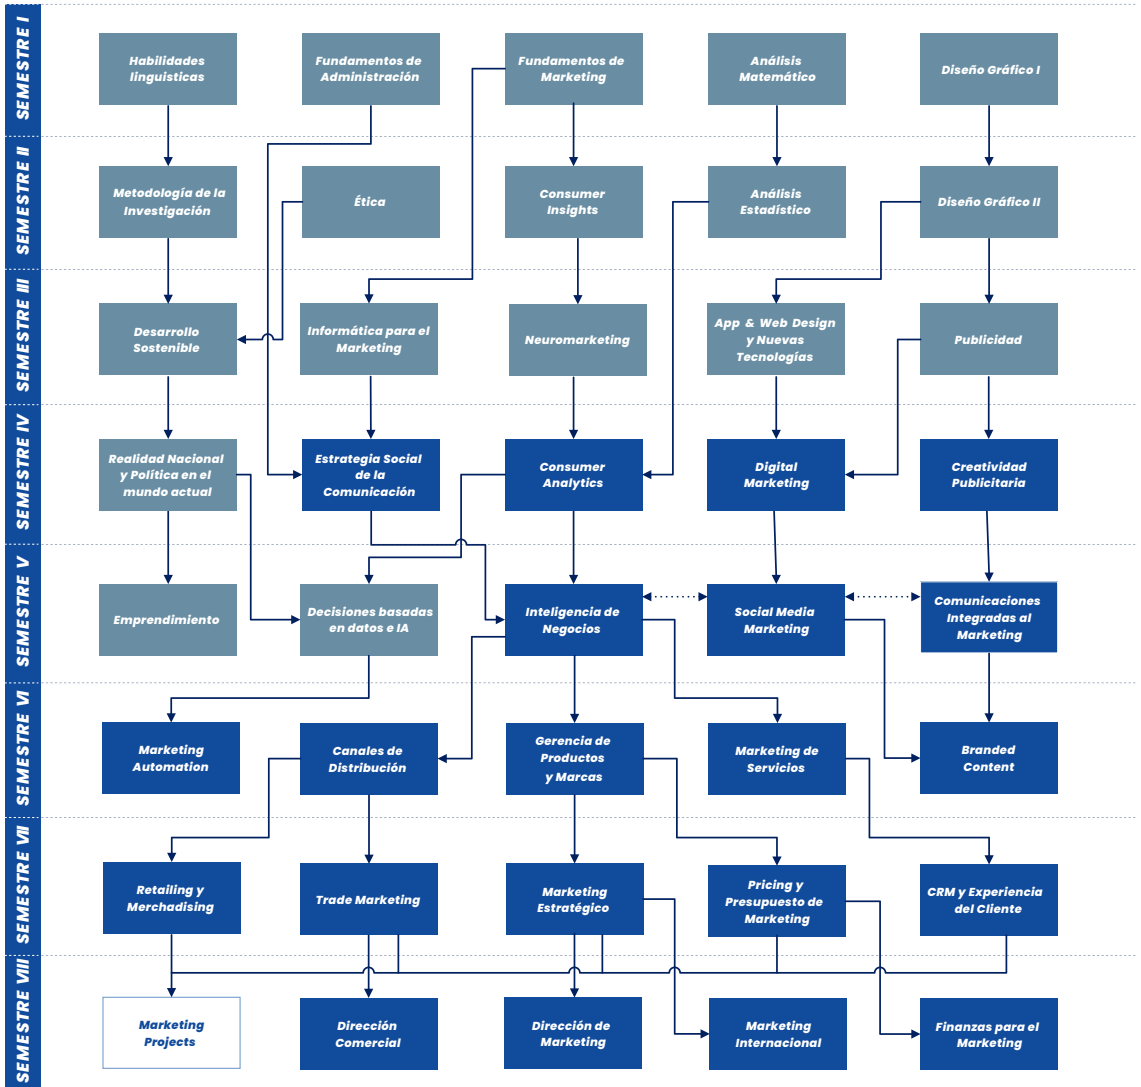 SEMESTRE I
Habilidades
linguisticas
Fundamentos de
Administración
Fundamentos de
Marketing
Análisis
Matemático
Diseño Gráfico I
SEMESTRE II
Metodología de la
Investigación
Ética
Consumer
Insights
Análisis
Estadístico
Diseño Gráfico II
SEMESTRE III
Desarrollo
Sostenible
Informática para el
Marketing
Neuromarketing
App & Web Design
y Nuevas
Tecnologías
Publicidad
SEMESTRE IV
Realidad Nacional
y Política en el
mundo actual
Estrategia Social
de la
Comunicación
Consumer
Analytics
Digital
Marketing
Creatividad
Publicitaria
SEMESTRE V
Emprendimiento
Decisiones basadas
en datos e IA
Inteligencia de
Negocios
Social Media
Marketing
Comunicaciones
Integradas al
Marketing
SEMESTRE VI
Marketing
Automation
Canales de
Distribución
Gerencia de
Productos
y Marcas
Marketing de
Servicios
Branded
Content
SEMESTRE VII
Retailing y
Merchadising
Trade Marketing
Marketing
Estratégico
Pricing y
Presupuesto de
Marketing
CRM y Experiencia
del Cliente
SEMESTRE VIII
Marketing
Projects
Dirección
Comercial
Dirección de
Marketing
Marketing
Internacional
Finanzas para el
Marketing